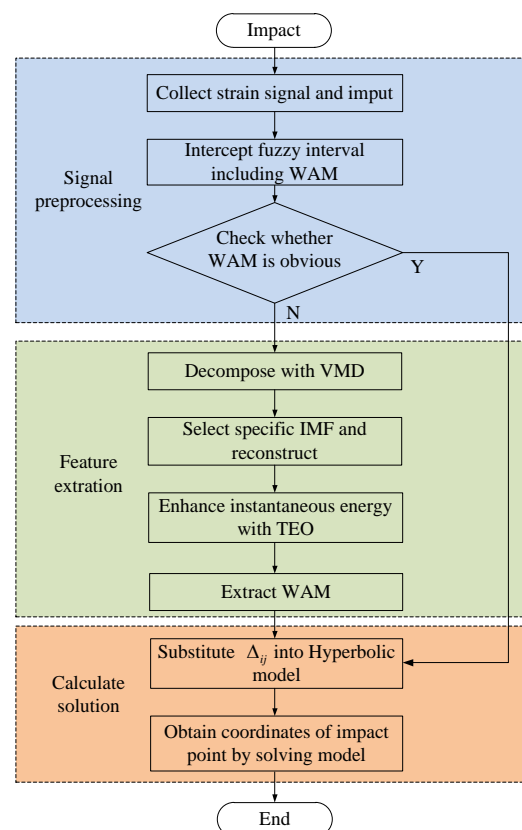 Impact
Collect strain signal and imput
Intercept fuzzy interval
including WAM
Signal
preprocessing
Check whether
WAM is obvious
Y
N
Decompose with VMD
Select specific IMF and
reconstruct
Feature
extration
Enhance instantaneous energy
with TEO
Extract WAM
Substitute Δij into Hyperbolic
model
Calculate
solution
Obtain coordinates of impact
point by solving model
End